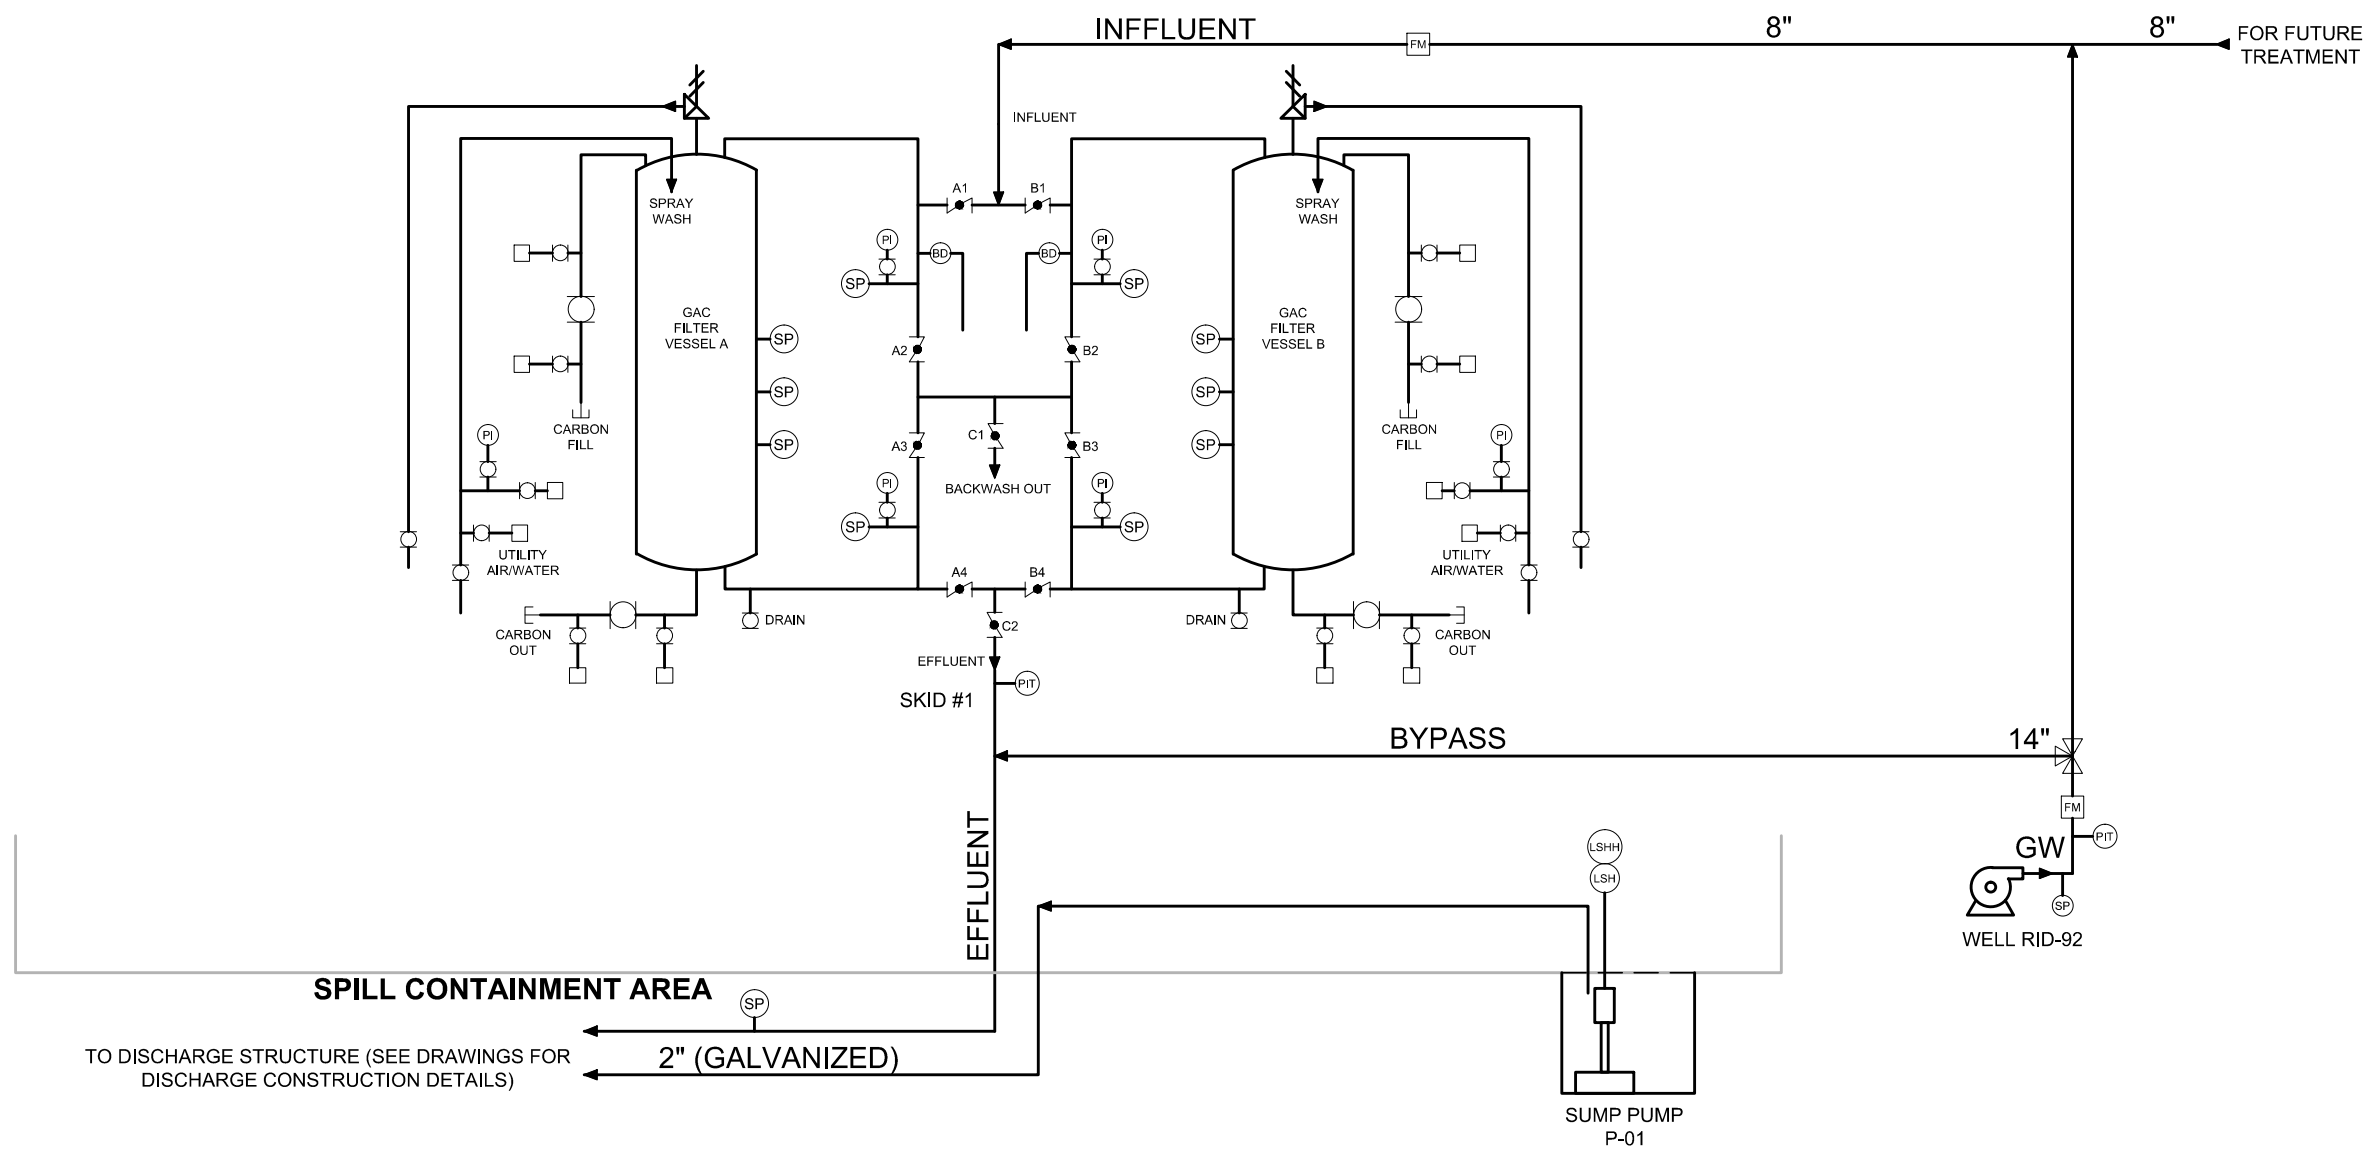 INFFLUENT
8"
8"
FM
FOR FUTURE
TREATMENT
INFLUENT
A1
B1
SPRAY
WASH
SPRAY
WASH
PI
BD
BD
PI
SP
SP
GAC
FILTER
VESSEL A
GAC
FILTER
VESSEL B
SP
A2
B2
SP
SP
SP
CARBON
FILL
CARBON
FILL
PI
SP
A3
C1
B3
SP
PI
PI
BACKWASH OUT
PI
SP
SP
UTILITY
AIR/WATER
UTILITY
AIR/WATER
A4
B4
CARBON
OUT
DRAIN
C2
DRAIN
CARBON
OUT
EFFLUENT
PIT
SKID #1
BYPASS
14"
FM
PIT
GW
SP
WELL RID-92
EFFLUENT
LSHH
LSH
SPILL CONTAINMENT AREA
SP
TO DISCHARGE STRUCTURE (SEE DRAWINGS FOR
DISCHARGE CONSTRUCTION DETAILS)
2" (GALVANIZED)
SUMP PUMP
P-01